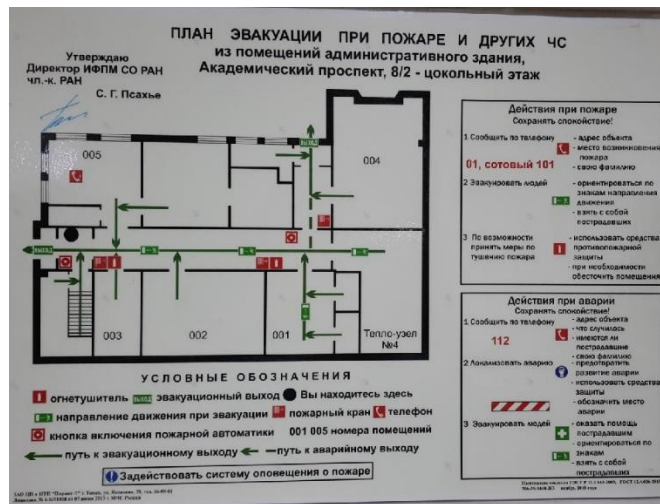 ПЛАН ЭВАКУАЦИИ ПРИ ПОЖАРЕ И ДРУГИХ ЧС
из помещений административного здания,
Академический проспект, 8/2 - цокольный этаж
Утверждаю
Директор ИФПМ СО РАН
чл.-к. РАН
С. Г. Псахье
005
ВЫХОД
004
ВЫХОД
003
002
001
Тепло-узел
№4
Действия при пожаре
Сохранять спокойствие!
1 Сообщить по телефону
01, сотовый 101
- адрес объекта
- место возникновения
пожара
- свою фамилию
2 Эвакуировать людей
- ориентироваться по
знакам направления
движения
- взять с собой
пострадавших
3 По возможности
принять меры по
тушению пожара
- использовать средства
противопожарной
защиты
- при необходимости
обесточить помещения
Действия при аварии
Сохранять спокойствие!
1 Сообщить по телефону
112
- адрес объекта
- что случилось
- имеются ли
пострадавшие
- свою фамилию
2 Локализовать аварию
- предотвратить
развитие аварии
- использовать средства
защиты
- обозначить место
аварии
3 Эвакуировать людей
- оказать помощь
пострадавшим
- ориентироваться по
знакам
- взять с собой
пострадавших
УСЛОВНЫЕ ОБОЗНАЧЕНИЯ
огнетушитель ВЫХОД эвакуационный выход Вы находитесь здесь
направление движения при эвакуации пожарный кран телефон
кнопка включения пожарной автоматики 001 005 номера помещений
путь к эвакуационному выходу путь к аварийному выходу
Задействовать систему оповещения о пожаре